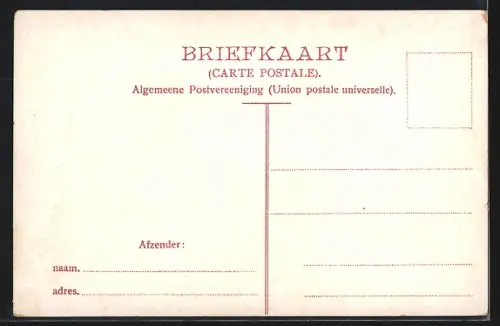 BRIEFKAART
(CARTE POSTALE).
Algemeene Postvereeniging (Union postale universelle).
Afzender:
naam.
adres.